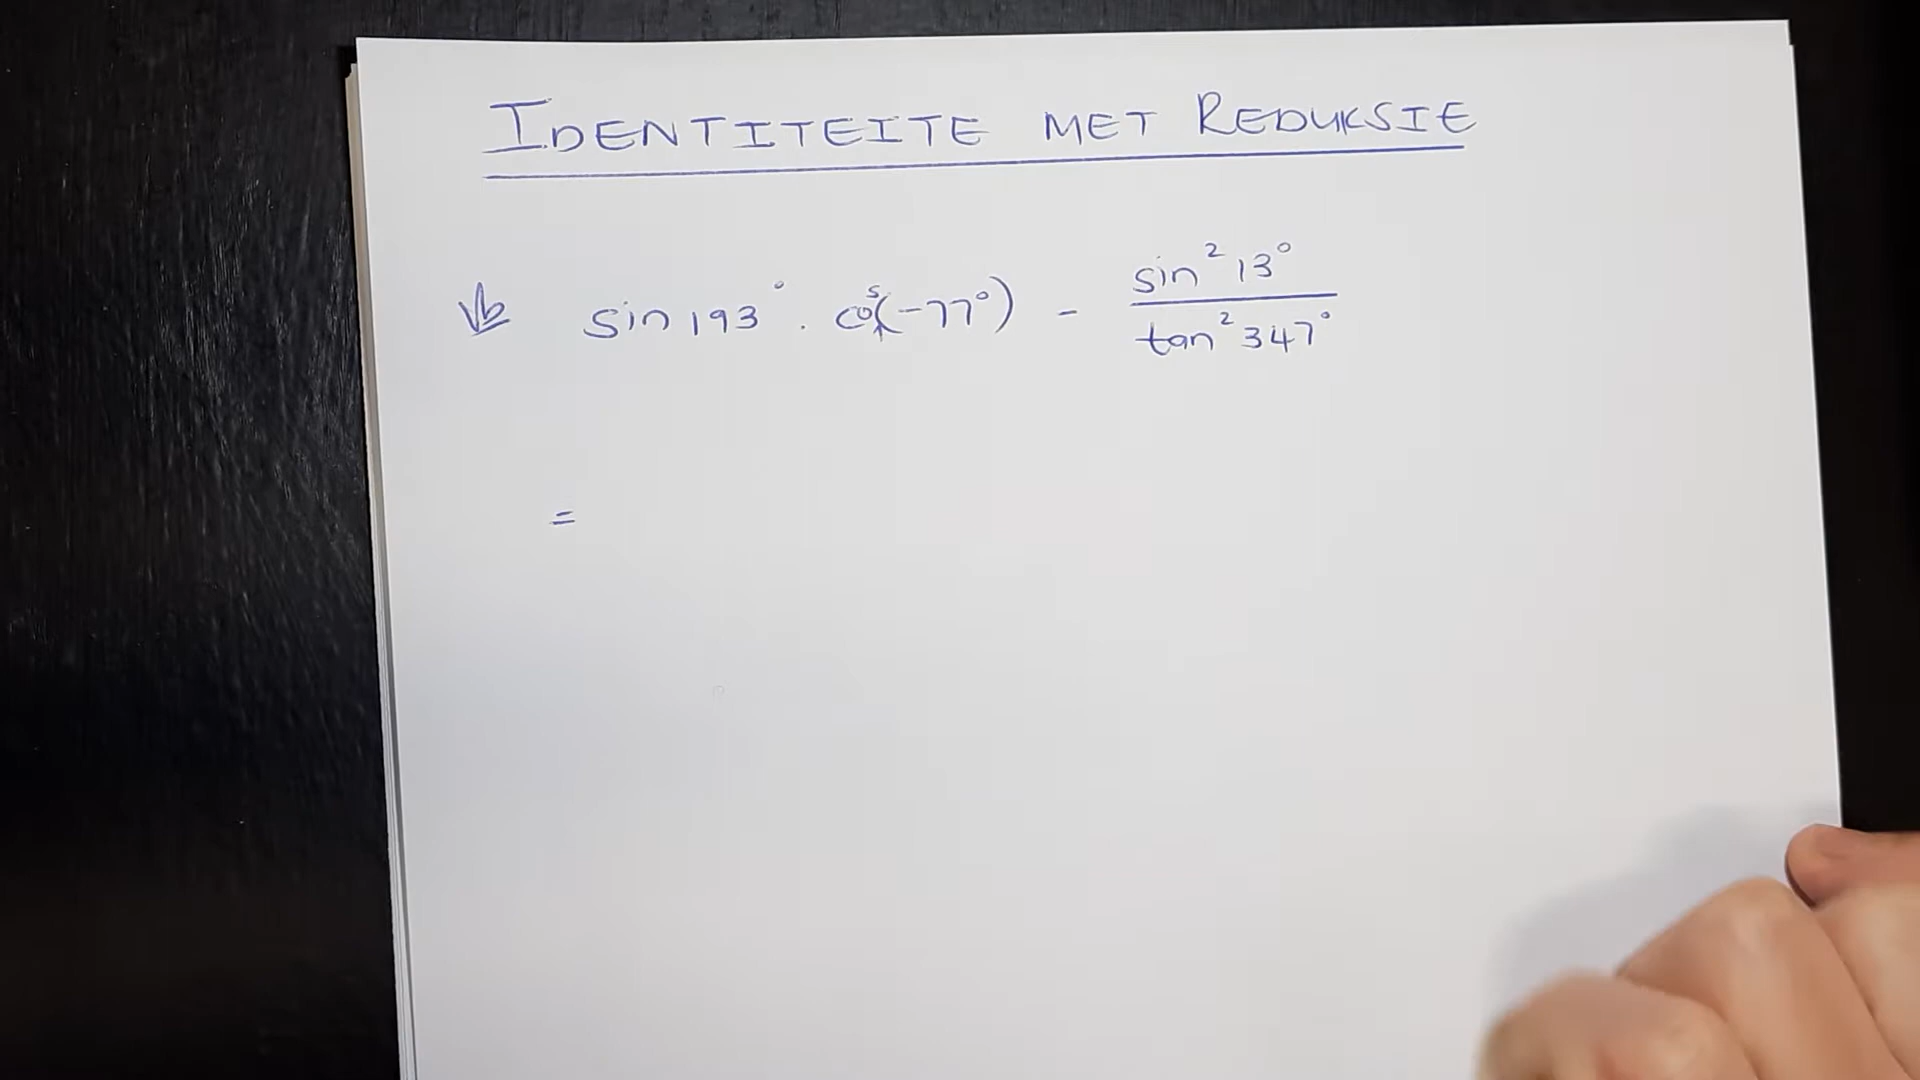 IDENTITEITE MET REDUKSIE
Vb sin 193° . cos(-77°) - sin² 13° / tan² 347°
=